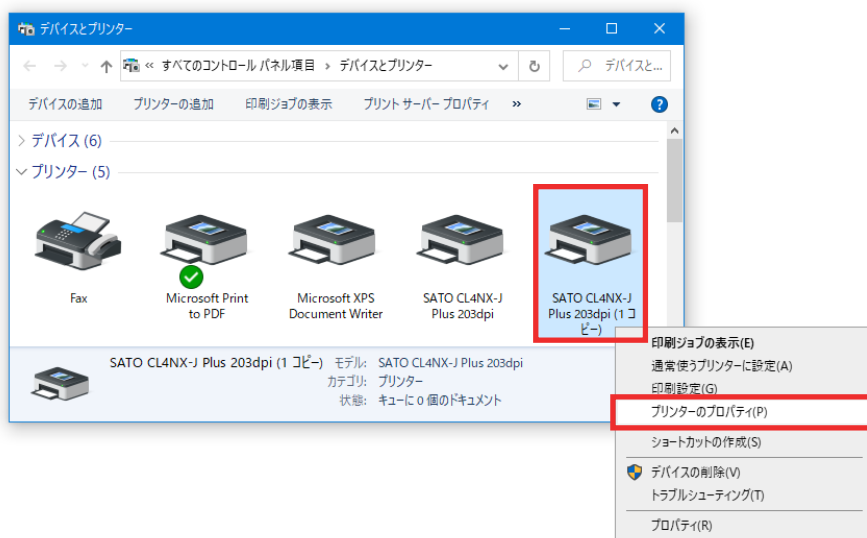 デバイスとプリンター
« すべてのコントロール パネル項目 › デバイスとプリンター
デバイスと...
デバイスの追加 プリンターの追加 印刷ジョブの表示 プリント サーバー プロパティ »
デバイス (6)
プリンター (5)
Fax
Microsoft Print
to PDF
Microsoft XPS
Document Writer
SATO CL4NX-J
Plus 203dpi
SATO CL4NX-J
Plus 203dpi (1 コ
ピー)
SATO CL4NX-J Plus 203dpi (1 コピー) モデル: SATO CL4NX-J Plus 203dpi
カテゴリ: プリンター
状態: キューに 0 個のドキュメント
印刷ジョブの表示(E)
通常使うプリンターに設定(A)
印刷設定(G)
プリンターのプロパティ(P)
ショートカットの作成(S)
デバイスの削除(V)
トラブルシューティング(T)
プロパティ(R)